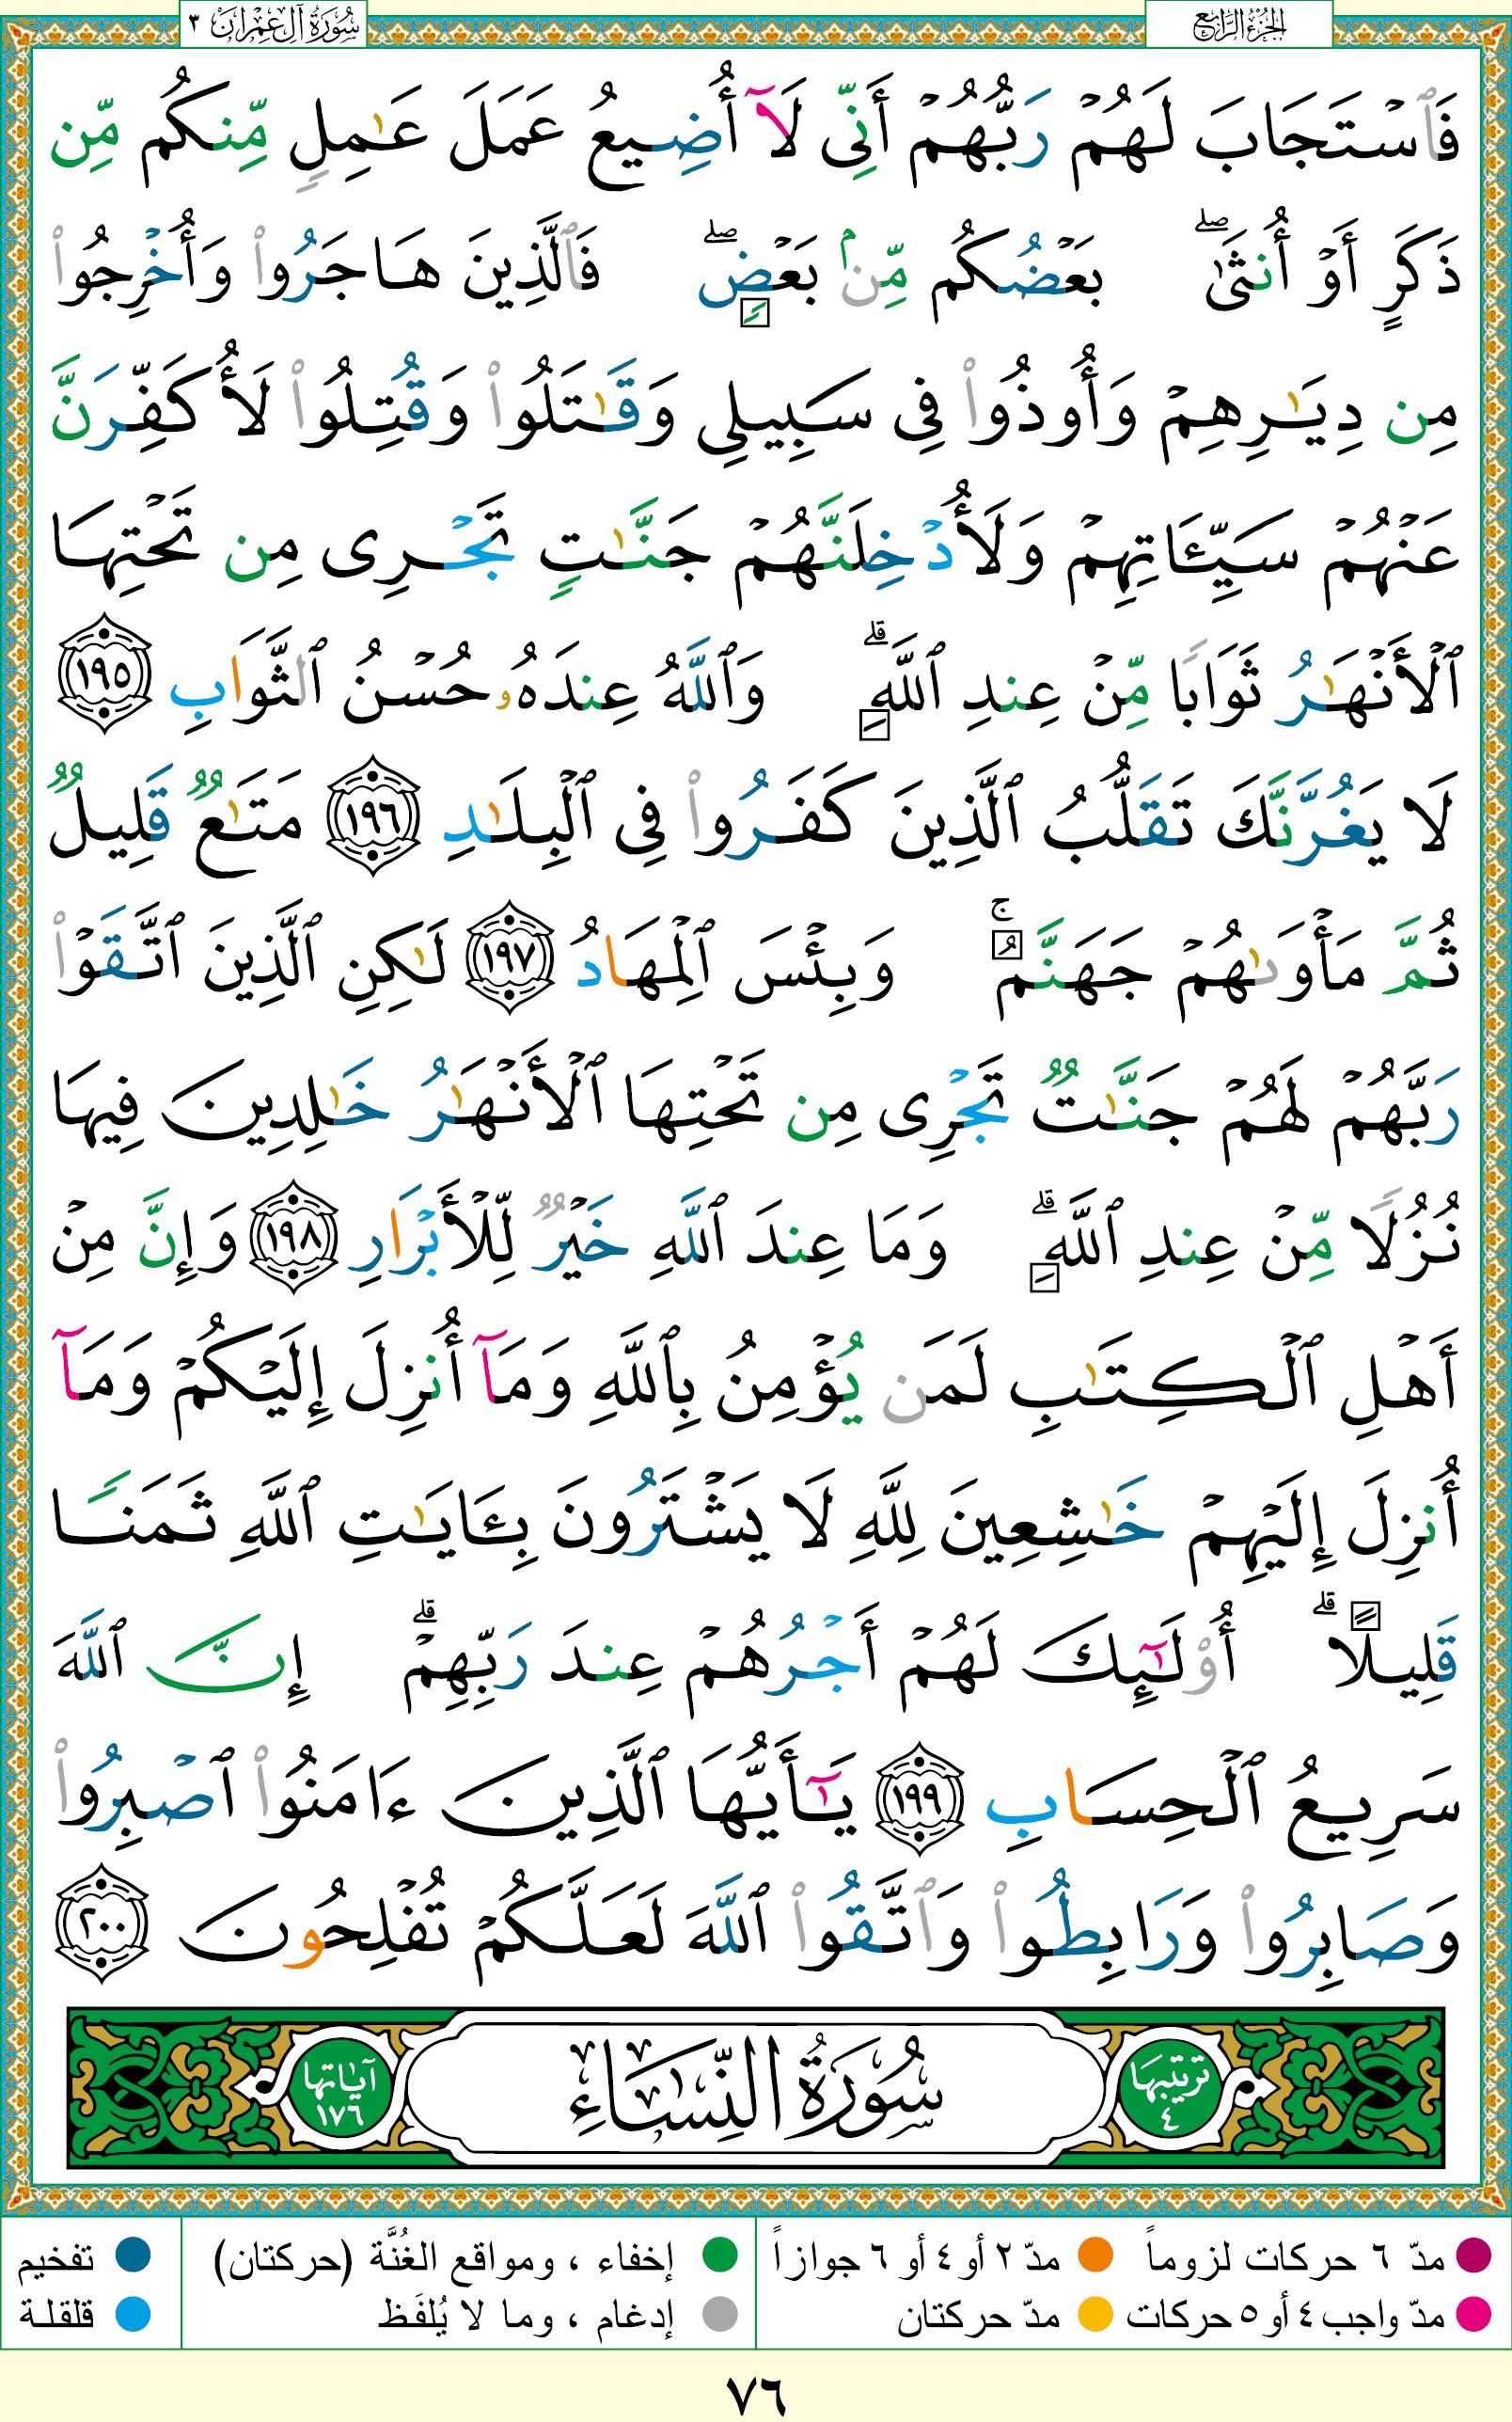 الجزء الرابع
سورة آل عمران ٣
فَٱسۡتَجَابَ لَهُمۡ رَبُّهُمۡ أَنِّي لَآ أُضِيعُ عَمَلَ عَٰمِلٖ مِّنكُم مِّن
ذَكَرٍ أَوۡ أُنثَىٰۖ بَعۡضُكُم مِّنۢ بَعۡضٖۖ فَٱلَّذِينَ هَاجَرُواْ وَأُخۡرِجُواْ
مِن دِيَٰرِهِمۡ وَأُوذُواْ فِي سَبِيلِي وَقَٰتَلُواْ وَقُتِلُواْ لَأُكَفِّرَنَّ
عَنۡهُمۡ سَيِّـَٔاتِهِمۡ وَلَأُدۡخِلَنَّهُمۡ جَنَّٰتٖ تَجۡرِي مِن تَحۡتِهَا
ٱلۡأَنۡهَٰرُ ثَوَابٗا مِّنۡ عِندِ ٱللَّهِۚ وَٱللَّهُ عِندَهُۥ حُسۡنُ ٱلثَّوَابِ ١٩٥
لَا يَغُرَّنَّكَ تَقَلُّبُ ٱلَّذِينَ كَفَرُواْ فِي ٱلۡبِلَٰدِ ١٩٦ مَتَٰعٞ قَلِيلٞ
ثُمَّ مَأۡوَىٰهُمۡ جَهَنَّمُۚ وَبِئۡسَ ٱلۡمِهَادُ ١٩٧ لَٰكِنِ ٱلَّذِينَ ٱتَّقَوۡاْ
رَبَّهُمۡ لَهُمۡ جَنَّٰتٞ تَجۡرِي مِن تَحۡتِهَا ٱلۡأَنۡهَٰرُ خَٰلِدِينَ فِيهَا
نُزُلٗا مِّنۡ عِندِ ٱللَّهِۗ وَمَا عِندَ ٱللَّهِ خَيۡرٞ لِّلۡأَبۡرَارِ ١٩٨ وَإِنَّ مِنۡ
أَهۡلِ ٱلۡكِتَٰبِ لَمَن يُؤۡمِنُ بِٱللَّهِ وَمَآ أُنزِلَ إِلَيۡكُمۡ وَمَآ
أُنزِلَ إِلَيۡهِمۡ خَٰشِعِينَ لِلَّهِ لَا يَشۡتَرُونَ بِـَٔايَٰتِ ٱللَّهِ ثَمَنٗا
قَلِيلًاۗ أُوْلَٰٓئِكَ لَهُمۡ أَجۡرُهُمۡ عِندَ رَبِّهِمۡۗ إِنَّ ٱللَّهَ
سَرِيعُ ٱلۡحِسَابِ ١٩٩ يَٰٓأَيُّهَا ٱلَّذِينَ ءَامَنُواْ ٱصۡبِرُواْ
وَصَابِرُواْ وَرَابِطُواْ وَٱتَّقُواْ ٱللَّهَ لَعَلَّكُمۡ تُفۡلِحُونَ ٢٠٠
ترتيبها ٤
سُورَةُ النِّسَاءِ
آياتها ١٧٦
مدّ ٦ حركات لزوماً
مدّ ٢ أو ٤ أو ٦ جوازاً
إخفاء ، ومواقع الغُنَّة (حركتان)
تفخيم
مدّ واجب ٤ أو ٥ حركات
مدّ حركتان
إدغام ، وما لا يُلفَظ
قلقلة
٧٦